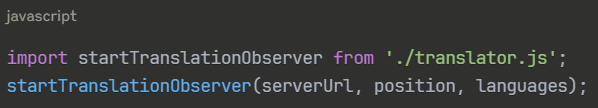 javascript
import startTranslationObserver from './translator.js';
startTranslationObserver(serverUrl, position, languages);